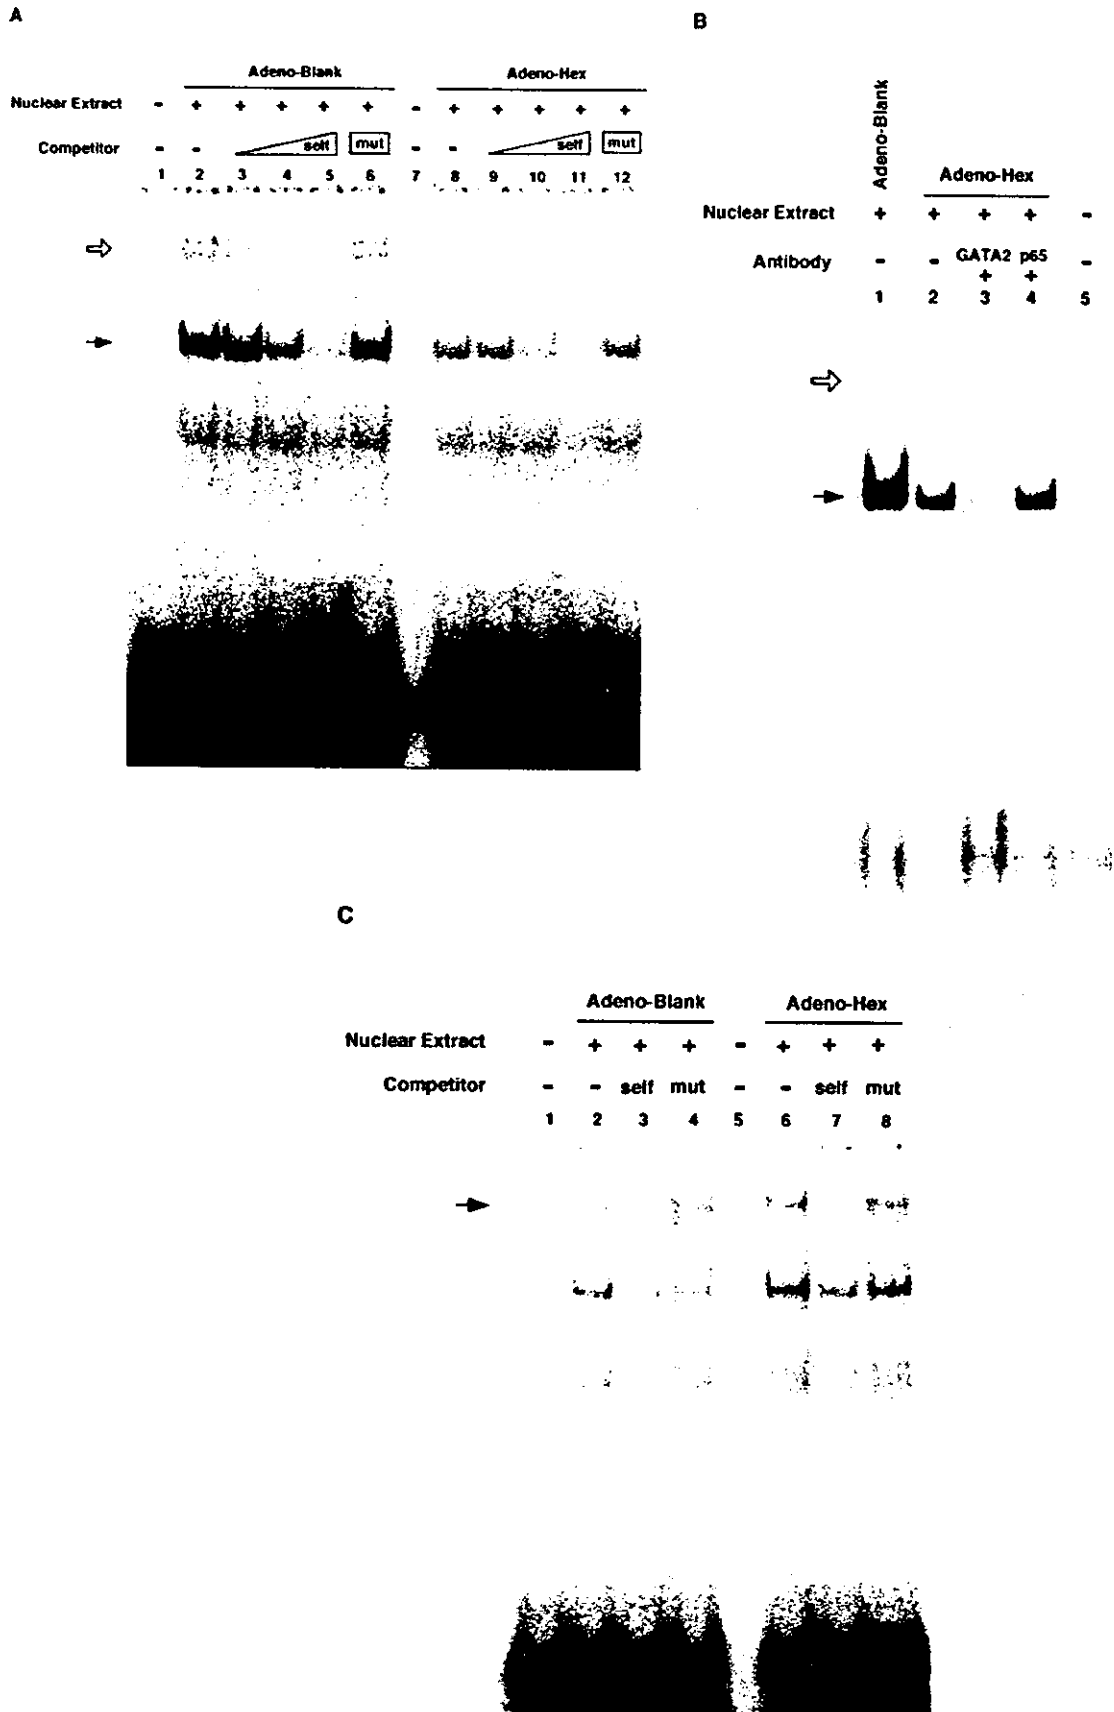 A
Adeno-Blank Adeno-Hex
Nuclear Extract - + + + + + - + + + + +
Competitor - - self mut - - self mut
1 2 3 4 5 6 7 8 9 10 11 12
B
Adeno-Blank
Adeno-Hex
Nuclear Extract + + + + -
GATA2 p65
Antibody - - + + -
1 2 3 4 5
C
Adeno-Blank Adeno-Hex
Nuclear Extract - + + + - + + +
Competitor - - self mut - - self mut
1 2 3 4 5 6 7 8